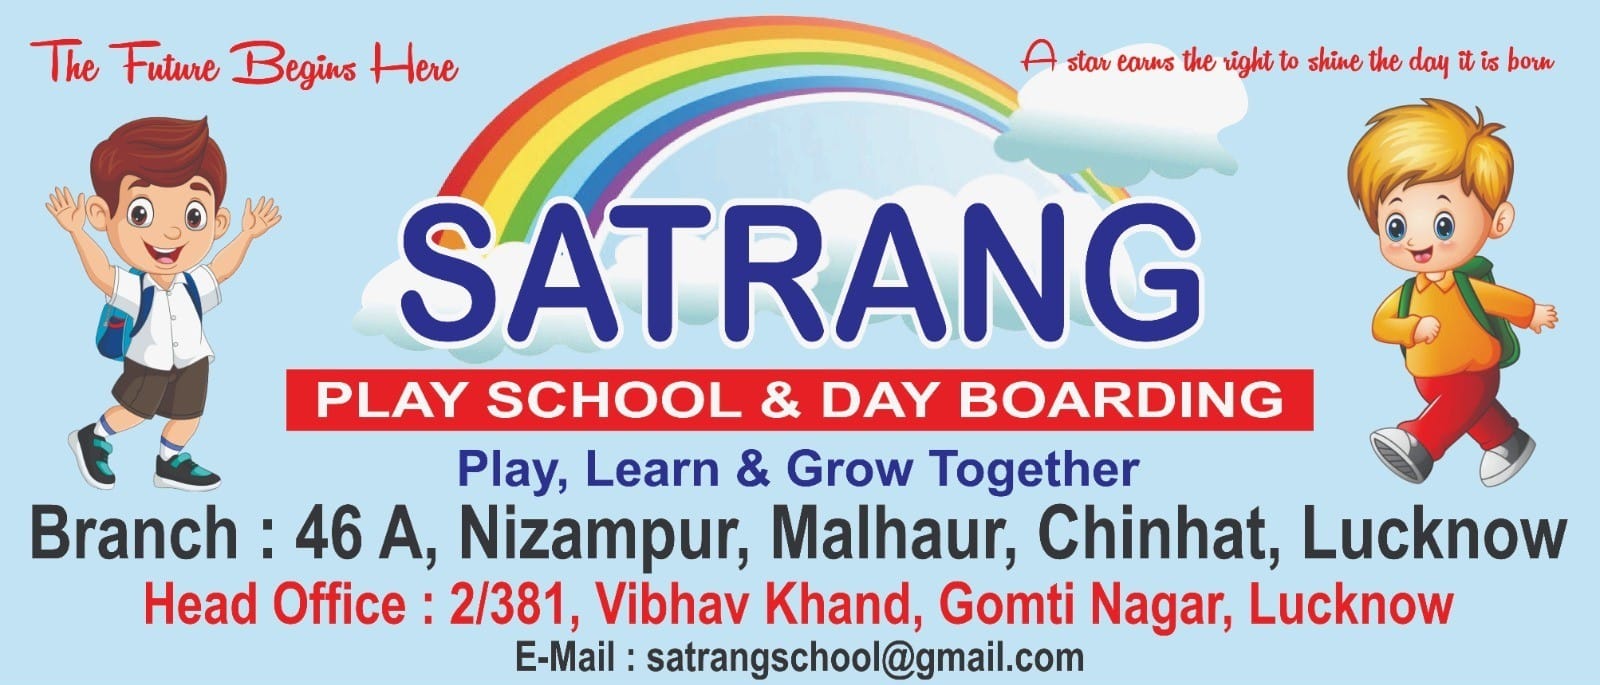 The Future Begins Here
A star earns the right to shine the day it is born
SATRANG
PLAY SCHOOL & DAY BOARDING
Play, Learn & Grow Together
Branch : 46 A, Nizampur, Malhaur, Chinhat, Lucknow
Head Office : 2/381, Vibhav Khand, Gomti Nagar, Lucknow
E-Mail : satrangschool@gmail.com